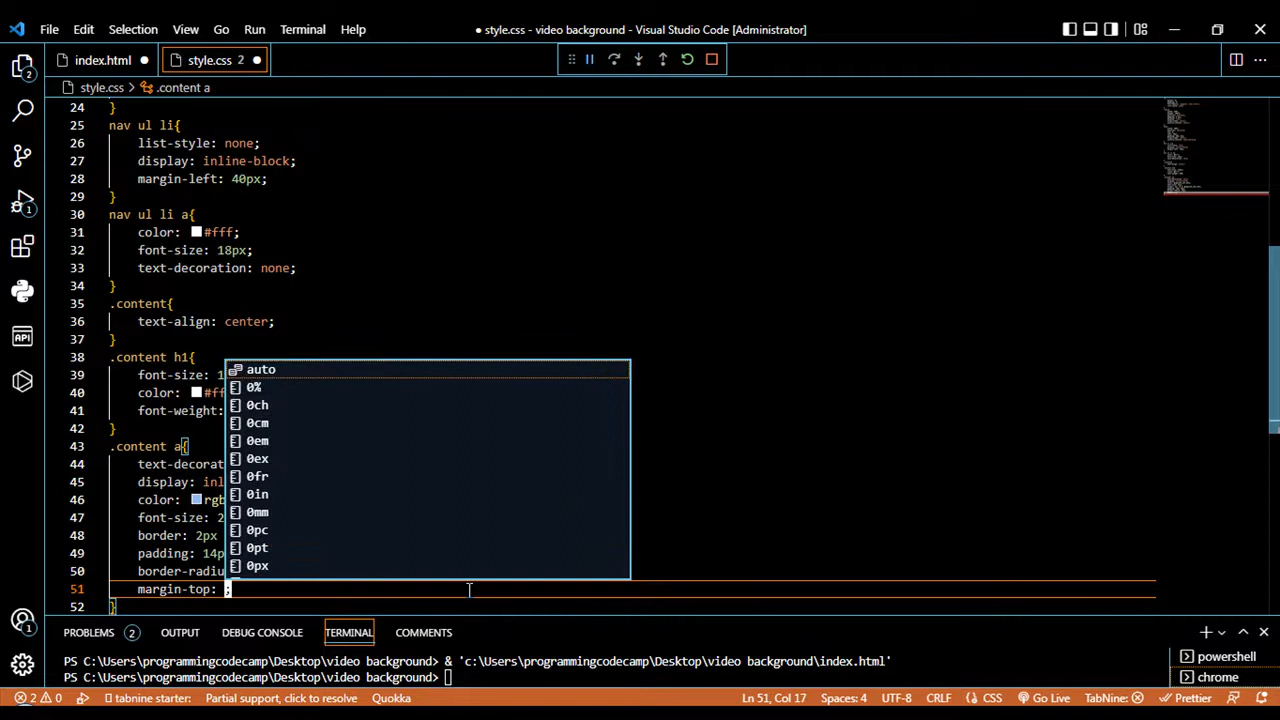 File Edit Selection View Go Run Terminal Help
● style.css - video background - Visual Studio Code [Administrator]
index.html ●
style.css 2 ●
style.css > .content a
24 }
25 nav ul li{
26 list-style: none;
27 display: inline-block;
28 margin-left: 40px;
29 }
30 nav ul li a{
31 color: #fff;
32 font-size: 18px;
33 text-decoration: none;
34 }
35 .content{
36 text-align: center;
37 }
38 .content h1{
39 font-size: 1
40 color: #ff
41 font-weight:
42 }
43 .content a{
44 text-decorat
45 display: inl
46 color: rgb
47 font-size: 2
48 border: 2px
49 padding: 14p
50 border-radiu
51 margin-top: ;
52 }
auto
0%
0ch
0cm
0em
0ex
0fr
0in
0mm
0pc
0pt
0px
2
1
API
1
PROBLEMS 2 OUTPUT DEBUG CONSOLE TERMINAL COMMENTS
PS C:\Users\programmingcodecamp\Desktop\video background> & 'c:\Users\programmingcodecamp\Desktop\video background\index.html'
PS C:\Users\programmingcodecamp\Desktop\video background>
powershell
chrome
2 0 tabnine starter: Partial support, click to resolve Quokka Ln 51, Col 17 Spaces: 4 UTF-8 CRLF CSS Go Live TabNine: Prettier